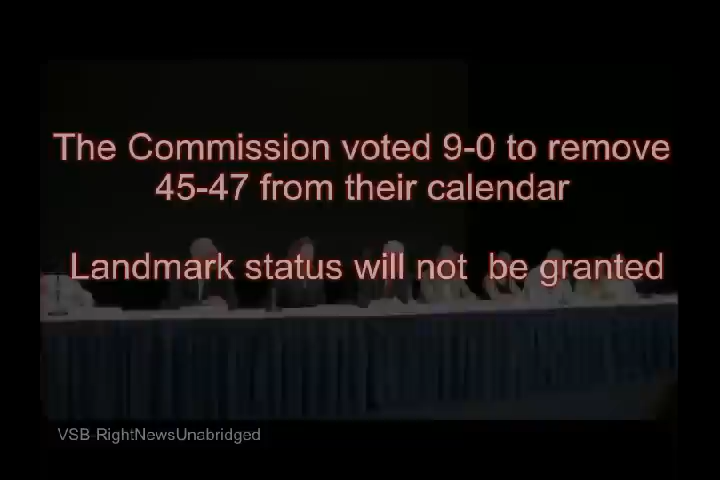 The Commission voted 9-0 to remove
45-47 from their calendar
Landmark status will not be granted
VSB-RightNewsUnabridged